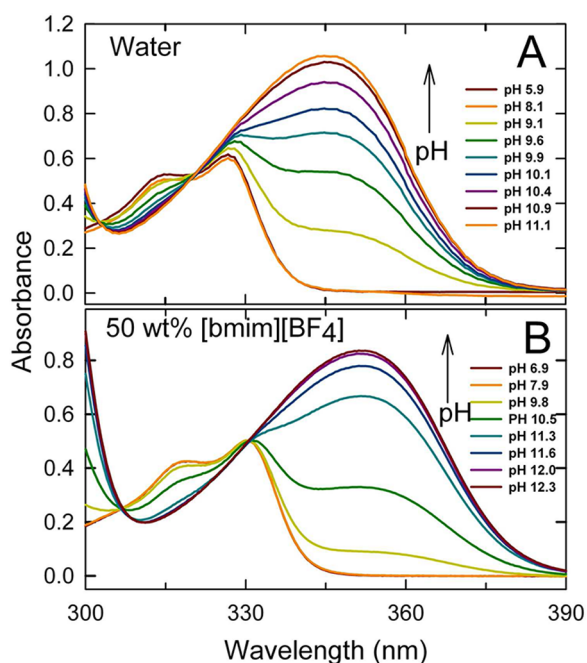 Water
A
1.2
1.0
0.8
0.6
0.4
0.2
0.0
pH
pH 5.9
pH 8.1
pH 9.1
pH 9.6
pH 9.9
pH 10.1
pH 10.4
pH 10.9
pH 11.1
Absorbance
50 wt% [bmim][BF4]
B
0.8
0.6
0.4
0.2
0.0
pH
pH 6.9
pH 7.9
pH 9.8
PH 10.5
pH 11.3
pH 11.6
pH 12.0
pH 12.3
300 330 360 390
Wavelength (nm)